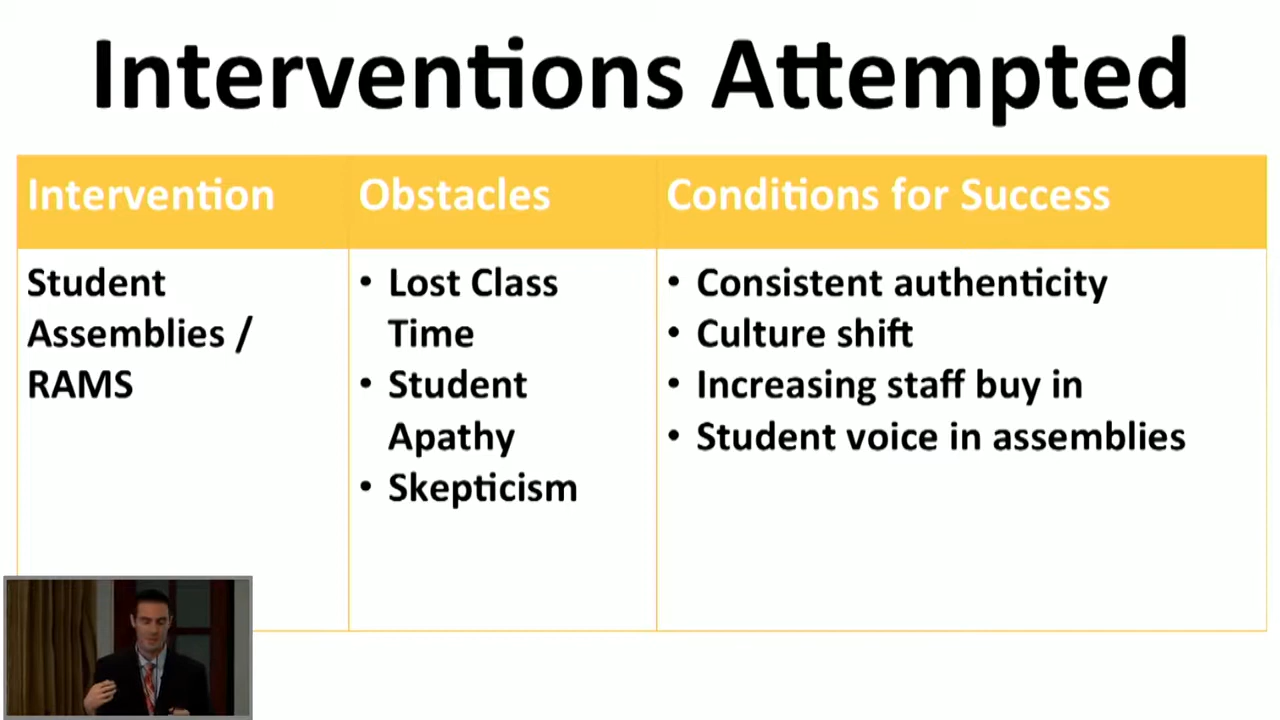 Interventions Attempted
Intervention
Obstacles
Conditions for Success
Student
Assemblies /
RAMS
• Lost Class
Time
• Student
Apathy
• Skepticism
• Consistent authenticity
• Culture shift
• Increasing staff buy in
• Student voice in assemblies